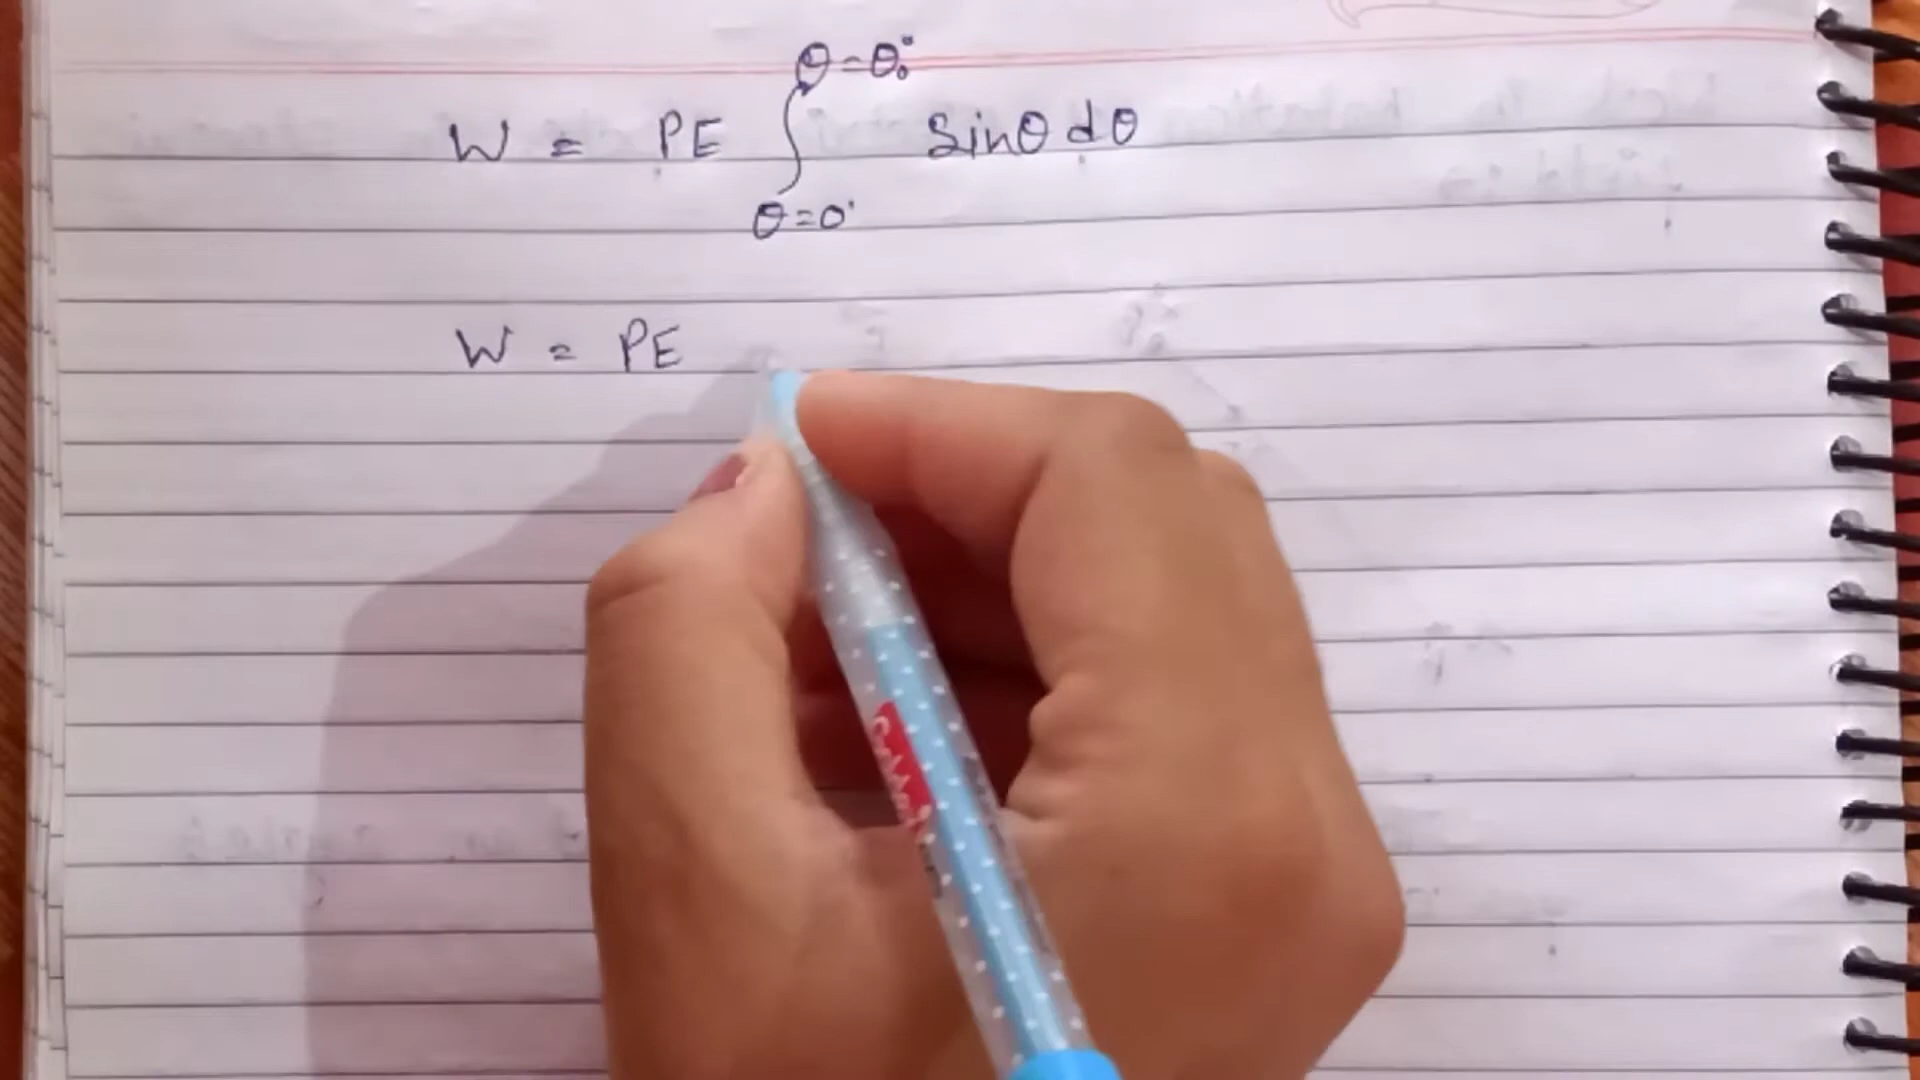 θ = θ₀°
W = PE ∫ Sinθ dθ
θ = 0°
W = PE